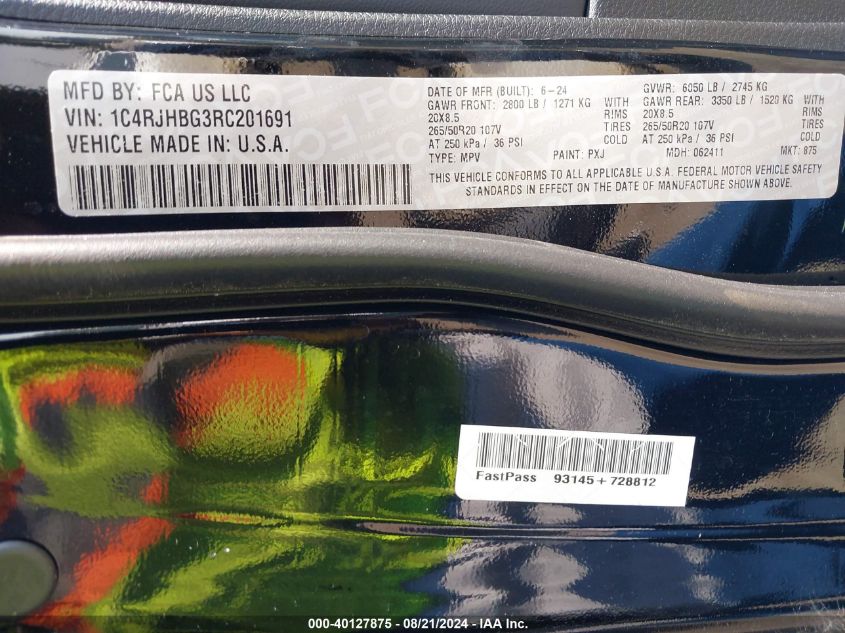 MFD BY: FCA US LLC
VIN: 1C4RJHBG3RC201691
VEHICLE MADE IN: U.S.A.
DATE OF MFR (BUILT): 6-24
GVWR: 6050 LB / 2745 KG
GAWR FRONT: 2800 LB / 1271 KG
GAWR REAR: 3350 LB / 1520 KG
20X8.5 RIMS 20X8.5 RIMS
265/50R20 107V 265/50R20 107V
AT 250 kPa / 36 PSI COLD AT 250 kPa / 36 PSI COLD
TYPE: MPV PAINT: PXJ MDH: 062411 MKT: 875
THIS VEHICLE CONFORMS TO ALL APPLICABLE U.S.A. FEDERAL MOTOR VEHICLE SAFETY
STANDARDS IN EFFECT ON THE DATE OF MANUFACTURE SHOWN ABOVE.
FastPass 93145+728812
000-40127875 - 08/21/2024 - IAA Inc.